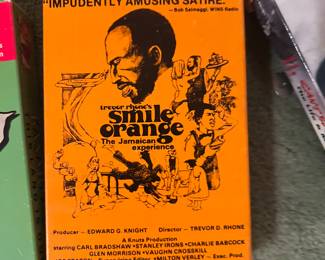 "IMPUDENTLY AMUSING SATIRE."
— Bob Salmaggi, WINS Radio
trevor rhone's
smile
orange
The Jamaican
experience
Producer — EDWARD G. KNIGHT Director — TREVOR D. RHONE
A Knuts Production
starring CARL BRADSHAW • STANLEY IRONS • CHARLIE BABCOCK
GLEN MORRISON • VAUGHN CROSSKILL
Editor • MILTON VERLEY — Exec. Prod.